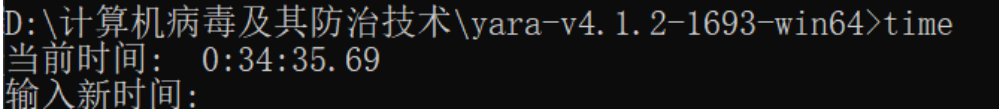 D:\计算机病毒及其防治技术\yara-v4.1.2-1693-win64>time
当前时间:  0:34:35.69
输入新时间: